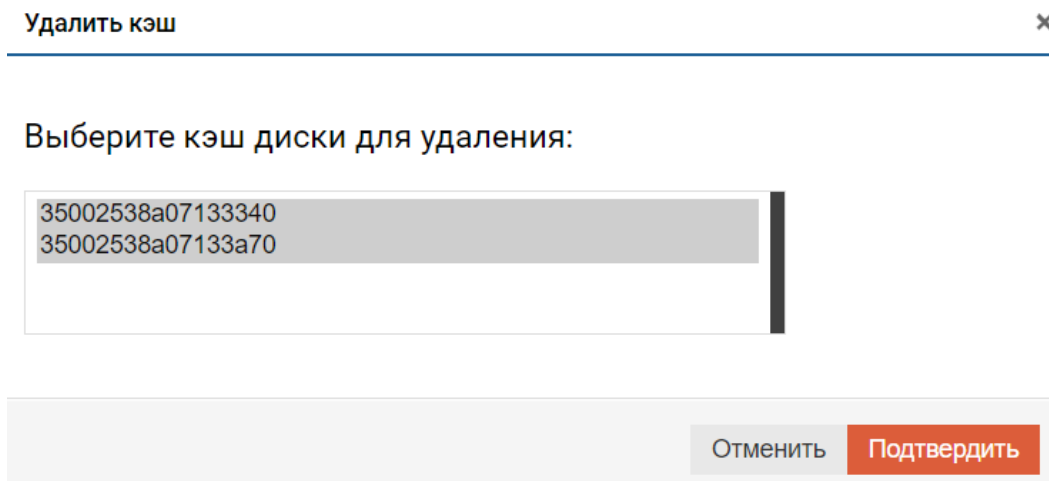 Удалить кэш
Выберите кэш диски для удаления:
35002538a07133340
35002538a07133a70
Отменить Подтвердить